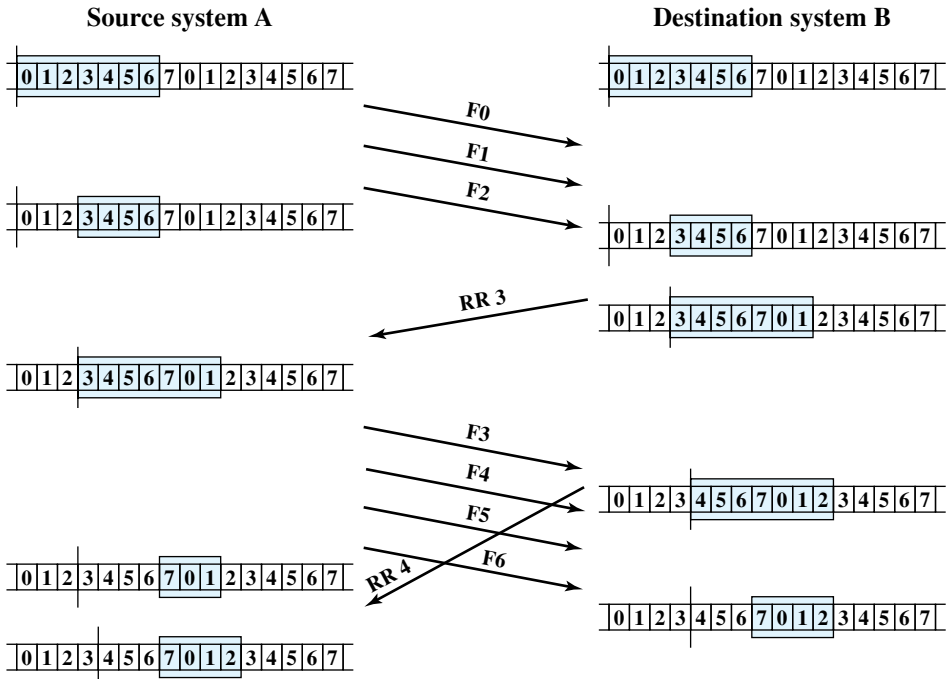 Source system A
Destination system B
0 1 2 3 4 5 6 7 0 1 2 3 4 5 6 7
0 1 2 3 4 5 6 7 0 1 2 3 4 5 6 7
F0
F1
F2
0 1 2 3 4 5 6 7 0 1 2 3 4 5 6 7
0 1 2 3 4 5 6 7 0 1 2 3 4 5 6 7
RR 3
0 1 2 3 4 5 6 7 0 1 2 3 4 5 6 7
0 1 2 3 4 5 6 7 0 1 2 3 4 5 6 7
F3
F4
F5
F6
0 1 2 3 4 5 6 7 0 1 2 3 4 5 6 7
RR 4
0 1 2 3 4 5 6 7 0 1 2 3 4 5 6 7
0 1 2 3 4 5 6 7 0 1 2 3 4 5 6 7
0 1 2 3 4 5 6 7 0 1 2 3 4 5 6 7